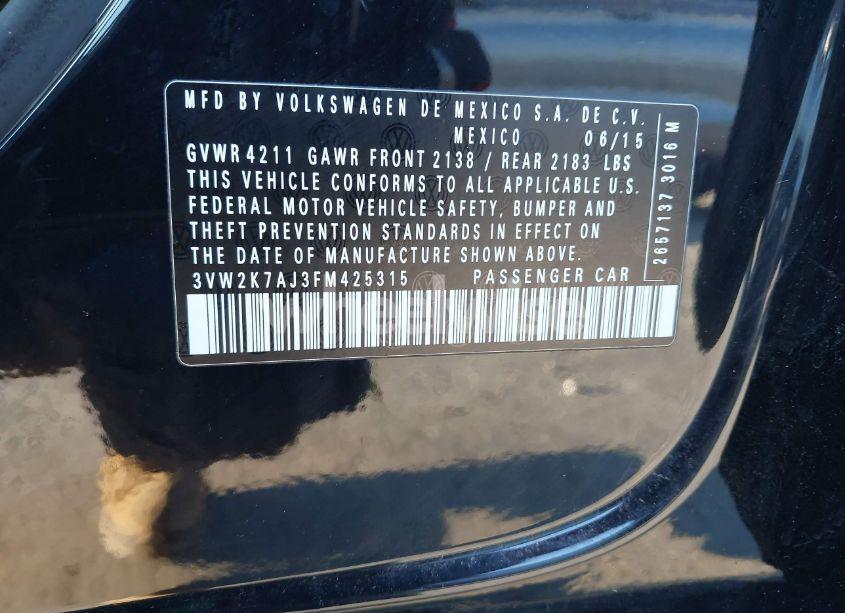 MFD BY VOLKSWAGEN DE MEXICO S.A. DE C.V.
MEXICO 06/15
GVWR 4211 GAWR FRONT 2138 / REAR 2183 LBS
THIS VEHICLE CONFORMS TO ALL APPLICABLE U.S.
FEDERAL MOTOR VEHICLE SAFETY, BUMPER AND
THEFT PREVENTION STANDARDS IN EFFECT ON
THE DATE OF MANUFACTURE SHOWN ABOVE.
3VW2K7AJ3FM425315 PASSENGER CAR
2657137 3016 M
wheelwise